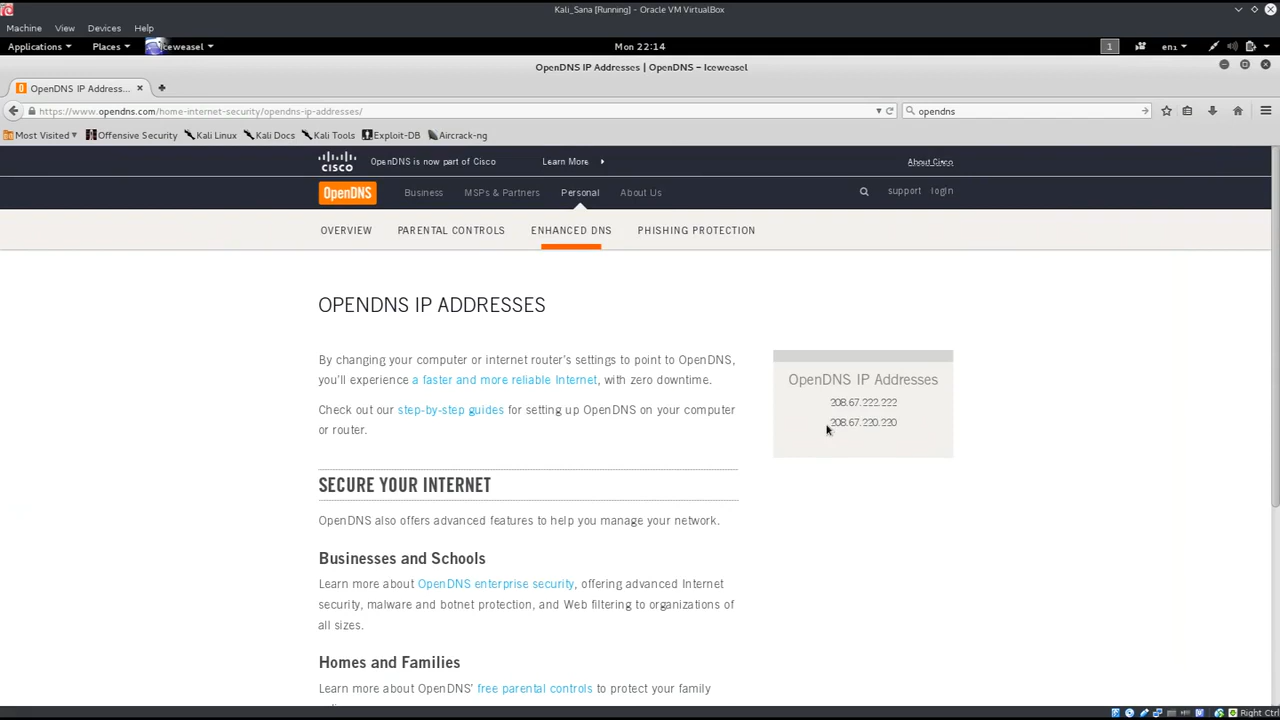 Kali_Sana [Running] - Oracle VM VirtualBox
Machine View Devices Help
Applications Places Iceweasel Mon 22:14 1 en1
OpenDNS IP Addresses | OpenDNS - Iceweasel
OpenDNS IP Address...
https://www.opendns.com/home-internet-security/opendns-ip-addresses/ opendns
Most Visited Offensive Security Kali Linux Kali Docs Kali Tools Exploit-DB Aircrack-ng
CISCO OpenDNS is now part of Cisco Learn More About Cisco
OpenDNS Business MSPs & Partners Personal About Us support login
OVERVIEW PARENTAL CONTROLS ENHANCED DNS PHISHING PROTECTION
OPENDNS IP ADDRESSES
By changing your computer or internet router's settings to point to OpenDNS,
you'll experience a faster and more reliable Internet, with zero downtime.
Check out our step-by-step guides for setting up OpenDNS on your computer
or router.
OpenDNS IP Addresses
208.67.222.222
208.67.220.220
SECURE YOUR INTERNET
OpenDNS also offers advanced features to help you manage your network.
Businesses and Schools
Learn more about OpenDNS enterprise security, offering advanced Internet
security, malware and botnet protection, and Web filtering to organizations of
all sizes.
Homes and Families
Learn more about OpenDNS' free parental controls to protect your family
Right Ctrl